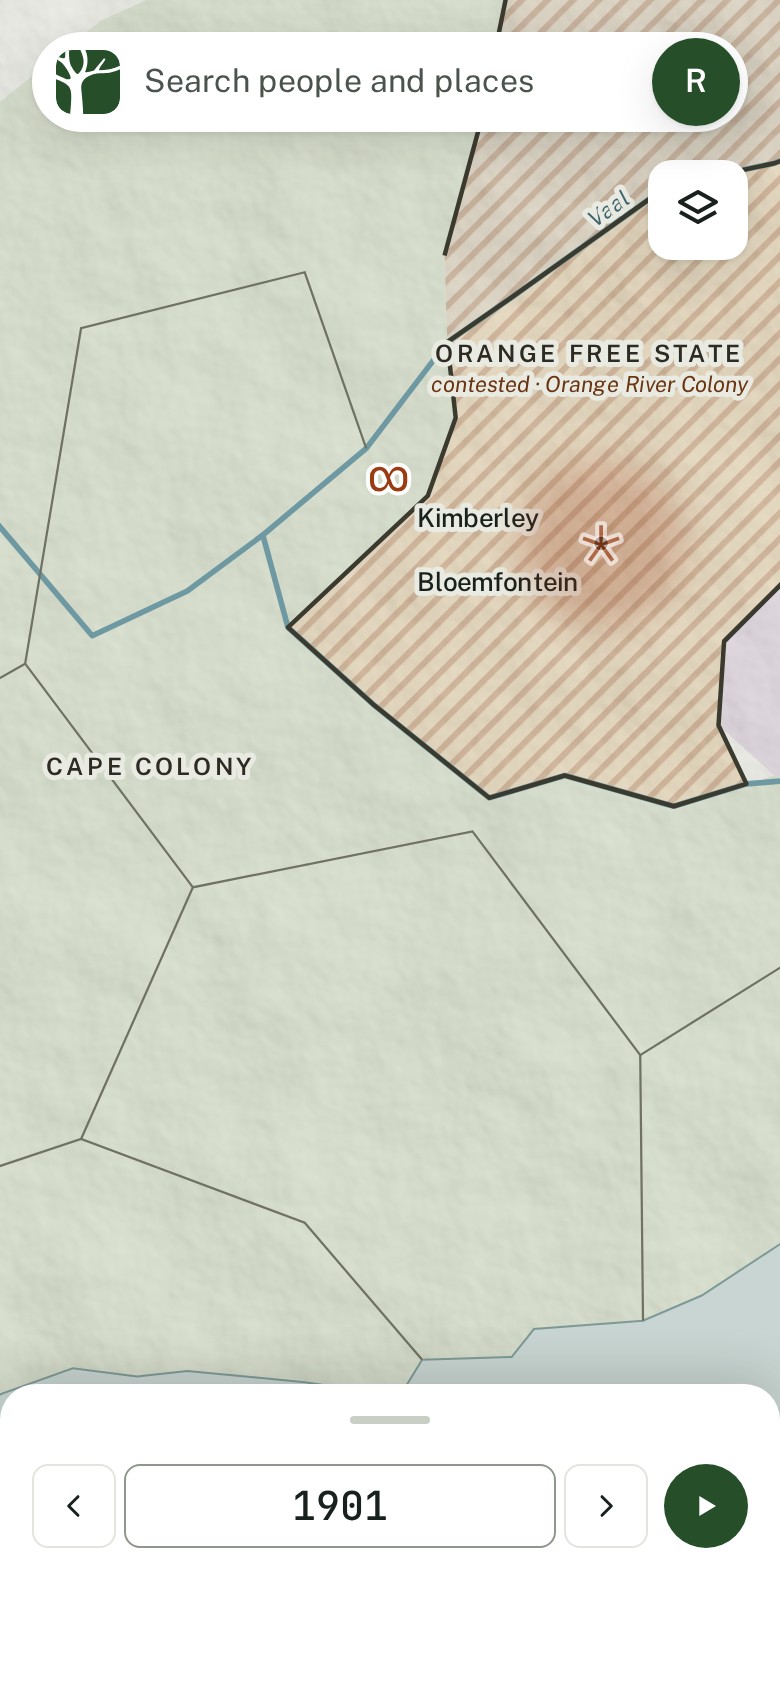 Search people and places
R
Vaal
ORANGE FREE STATE
contested · Orange River Colony
Kimberley
Bloemfontein
CAPE COLONY
1901